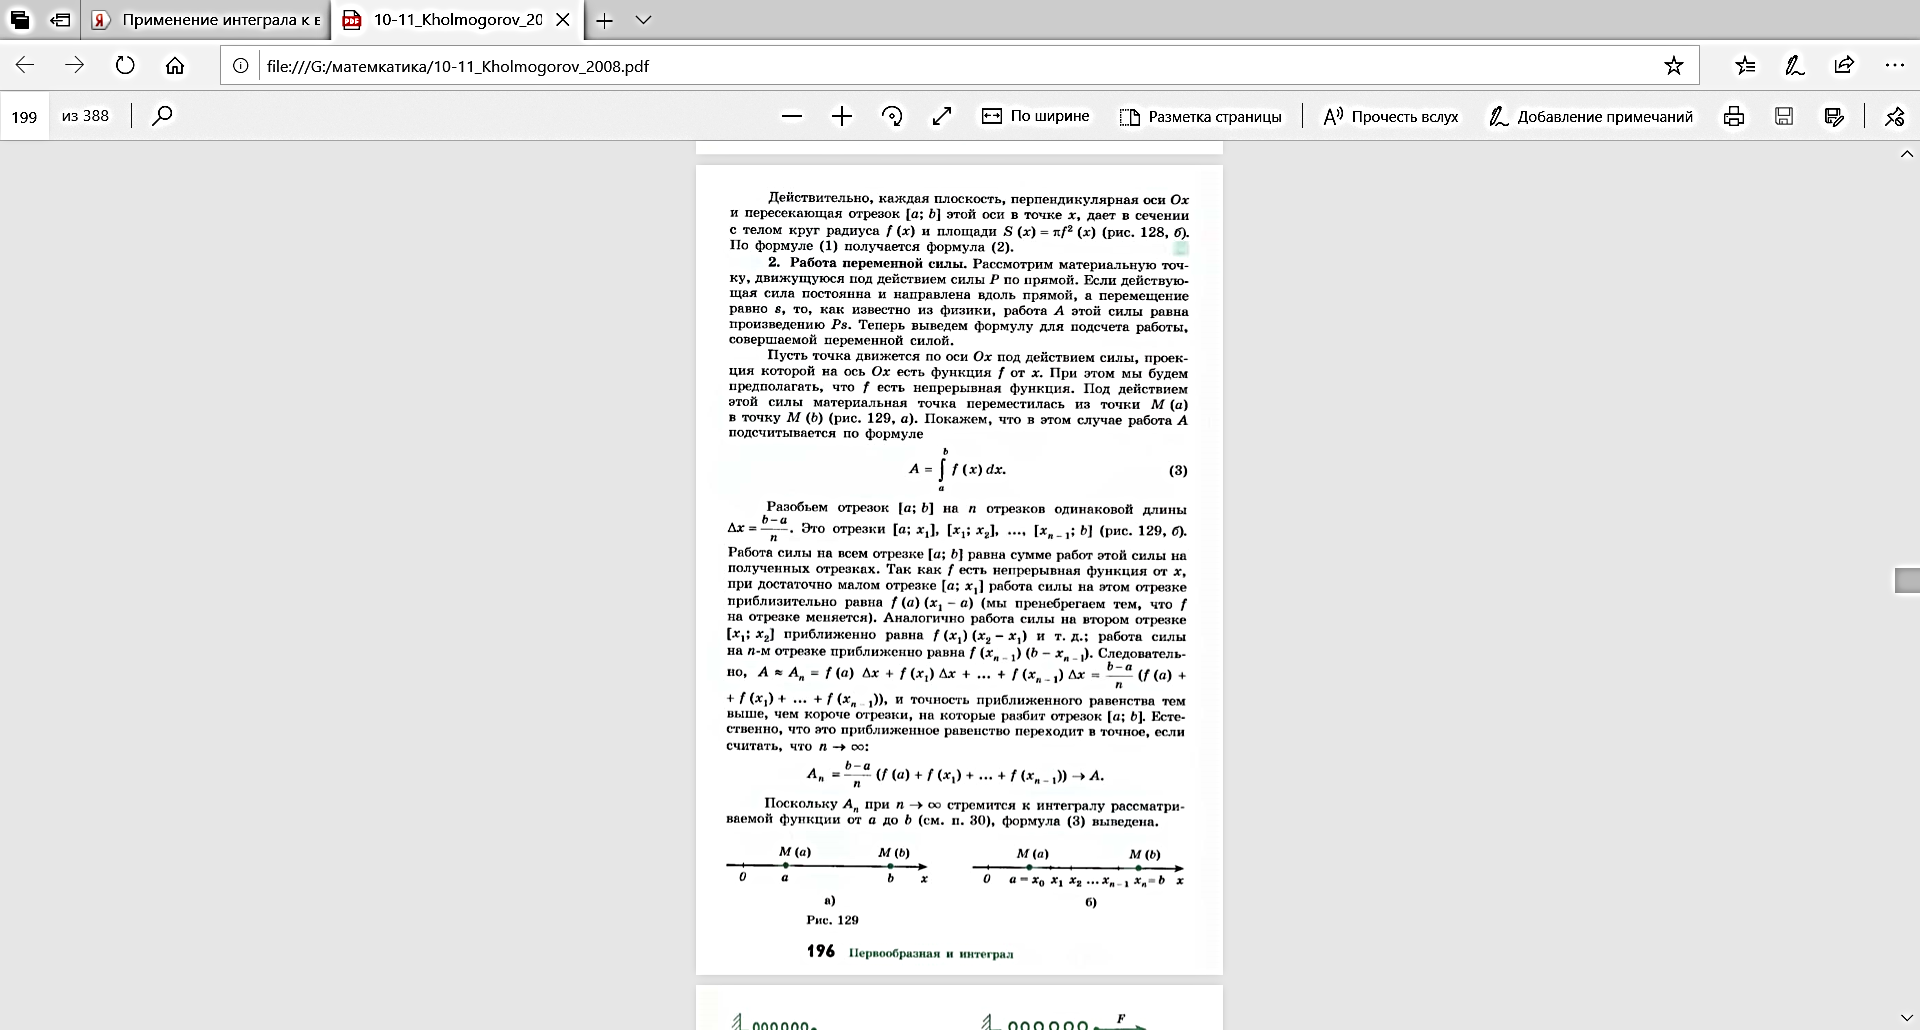 Применение интеграла к в
10-11_Kholmogorov_20
file:///G:/матемкатика/10-11_Kholmogorov_2008.pdf
199 из 388
По ширине
Разметка страницы
Прочесть вслух
Добавление примечаний
Действительно, каждая плоскость, перпендикулярная оси Ox
и пересекающая отрезок [a; b] этой оси в точке x, дает в сечении
с телом круг радиуса f (x) и площади S (x) = πf² (x) (рис. 128, б).
По формуле (1) получается формула (2).
2. Работа переменной силы. Рассмотрим материальную точ-
ку, движущуюся под действием силы P по прямой. Если действую-
щая сила постоянна и направлена вдоль прямой, а перемещение
равно s, то, как известно из физики, работа A этой силы равна
произведению Ps. Теперь выведем формулу для подсчета работы,
совершаемой переменной силой.
Пусть точка движется по оси Ox под действием силы, проек-
ция которой на ось Ox есть функция f от x. При этом мы будем
предполагать, что f есть непрерывная функция. Под действием
этой силы материальная точка переместилась из точки M (a)
в точку M (b) (рис. 129, а). Покажем, что в этом случае работа A
подсчитывается по формуле
A = ∫ₐᵇ f (x) dx. (3)
Разобьем отрезок [a; b] на n отрезков одинаковой длины
Δx = (b – a)/n. Это отрезки [a; x₁], [x₁; x₂], ..., [xₙ₋₁; b] (рис. 129, б).
Работа силы на всем отрезке [a; b] равна сумме работ этой силы на
полученных отрезках. Так как f есть непрерывная функция от x,
при достаточно малом отрезке [a; x₁] работа силы на этом отрезке
приблизительно равна f (a) (x₁ – a) (мы пренебрегаем тем, что f
на отрезке меняется). Аналогично работа силы на втором отрезке
[x₁; x₂] приближенно равна f (x₁) (x₂ – x₁) и т. д.; работа силы
на n-м отрезке приближенно равна f (xₙ₋₁) (b – xₙ₋₁). Следователь-
но, A ≈ Aₙ = f (a) Δx + f (x₁) Δx + ... + f (xₙ₋₁) Δx = (b – a)/n (f (a) +
+ f (x₁) + ... + f (xₙ₋₁)), и точность приближенного равенства тем
выше, чем короче отрезки, на которые разбит отрезок [a; b]. Есте-
ственно, что это приближенное равенство переходит в точное, если
считать, что n → ∞:
Aₙ = (b – a)/n (f (a) + f (x₁) + ... + f (xₙ₋₁)) → A.
Поскольку Aₙ при n → ∞ стремится к интегралу рассматри-
ваемой функции от a до b (см. п. 30), формула (3) выведена.
M (a) M (b)
0 a b x
а)
M (a) M (b)
0 a = x₀ x₁ x₂ ... xₙ₋₁ xₙ = b x
б)
Рис. 129
196 Первообразная и интеграл
F